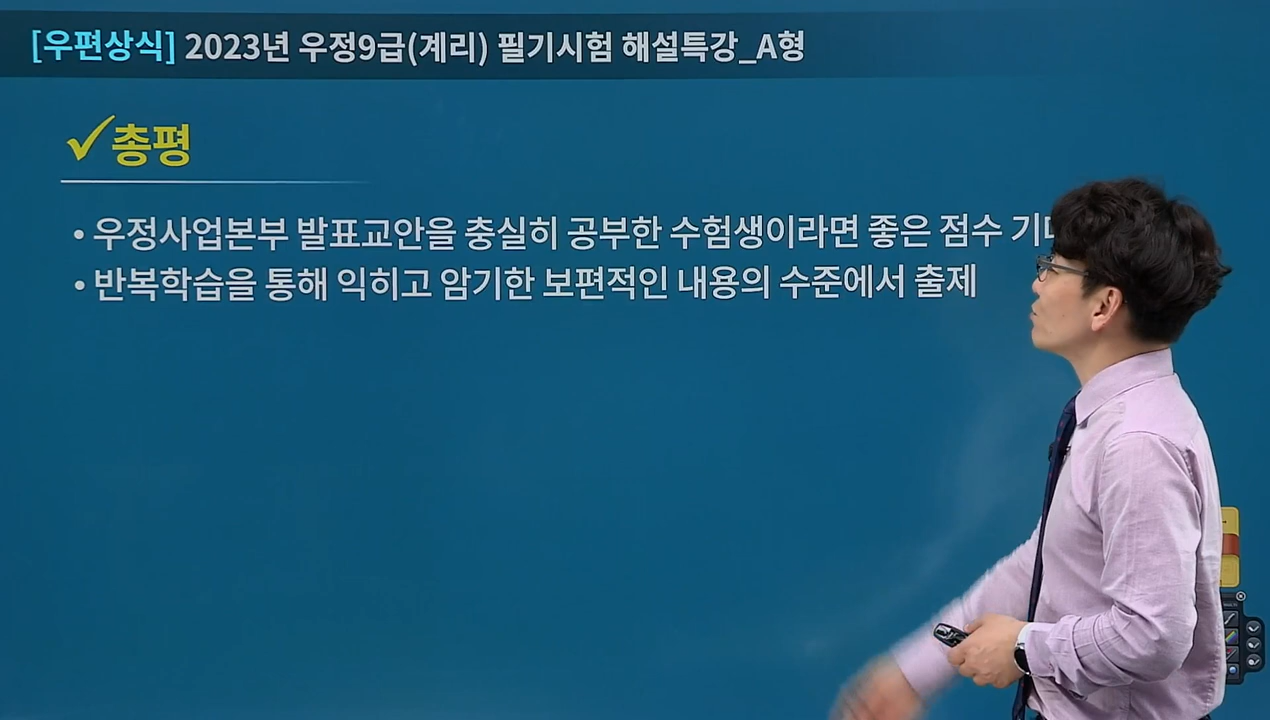 [우편상식] 2023년 우정9급(계리) 필기시험 해설특강_A형
✓총평
• 우정사업본부 발표교안을 충실히 공부한 수험생이라면 좋은 점수
• 반복학습을 통해 익히고 암기한 보편적인 내용의 수준에서 출제